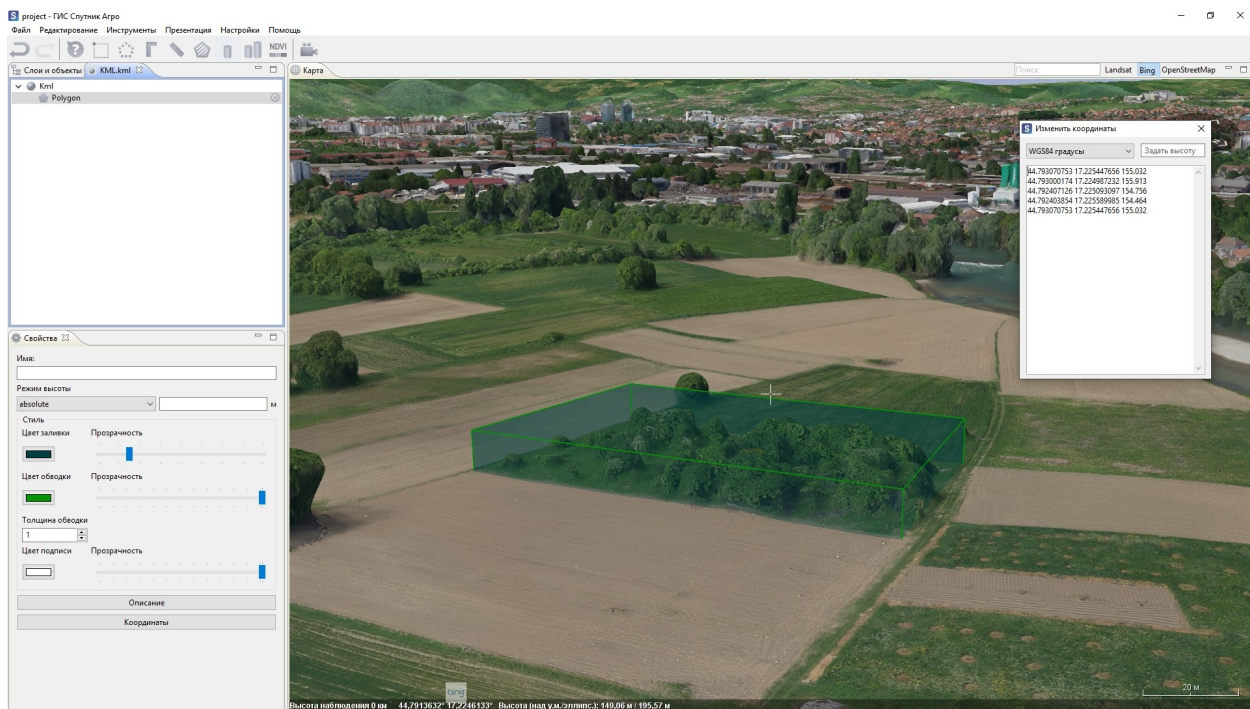 project - ГИС Спутник Агро
Файл Редактирование Инструменты Презентация Настройки Помощь
NDVI
Слои и объекты KML.kml
Карта
Поиск
Landsat Bing OpenStreetMap
Kml
Polygon
Изменить координаты
WGS84 градусы
Задать высоту
44.793070753 17.225447656 155.032
44.793000174 17.224987232 155.913
44.792407126 17.225093097 154.756
44.792403854 17.225589985 154.464
44.793070753 17.225447656 155.032
Свойства
Имя:
Режим высоты
absolute
м
Стиль
Цвет заливки Прозрачность
Цвет обводки Прозрачность
Толщина обводки
1
Цвет подписи Прозрачность
Описание
Координаты
bing
20 м
Высота наблюдения 0 км 44,7913632° 17,2246133° Высота (над у.м./эллипс.): 149,06 м / 195,57 м